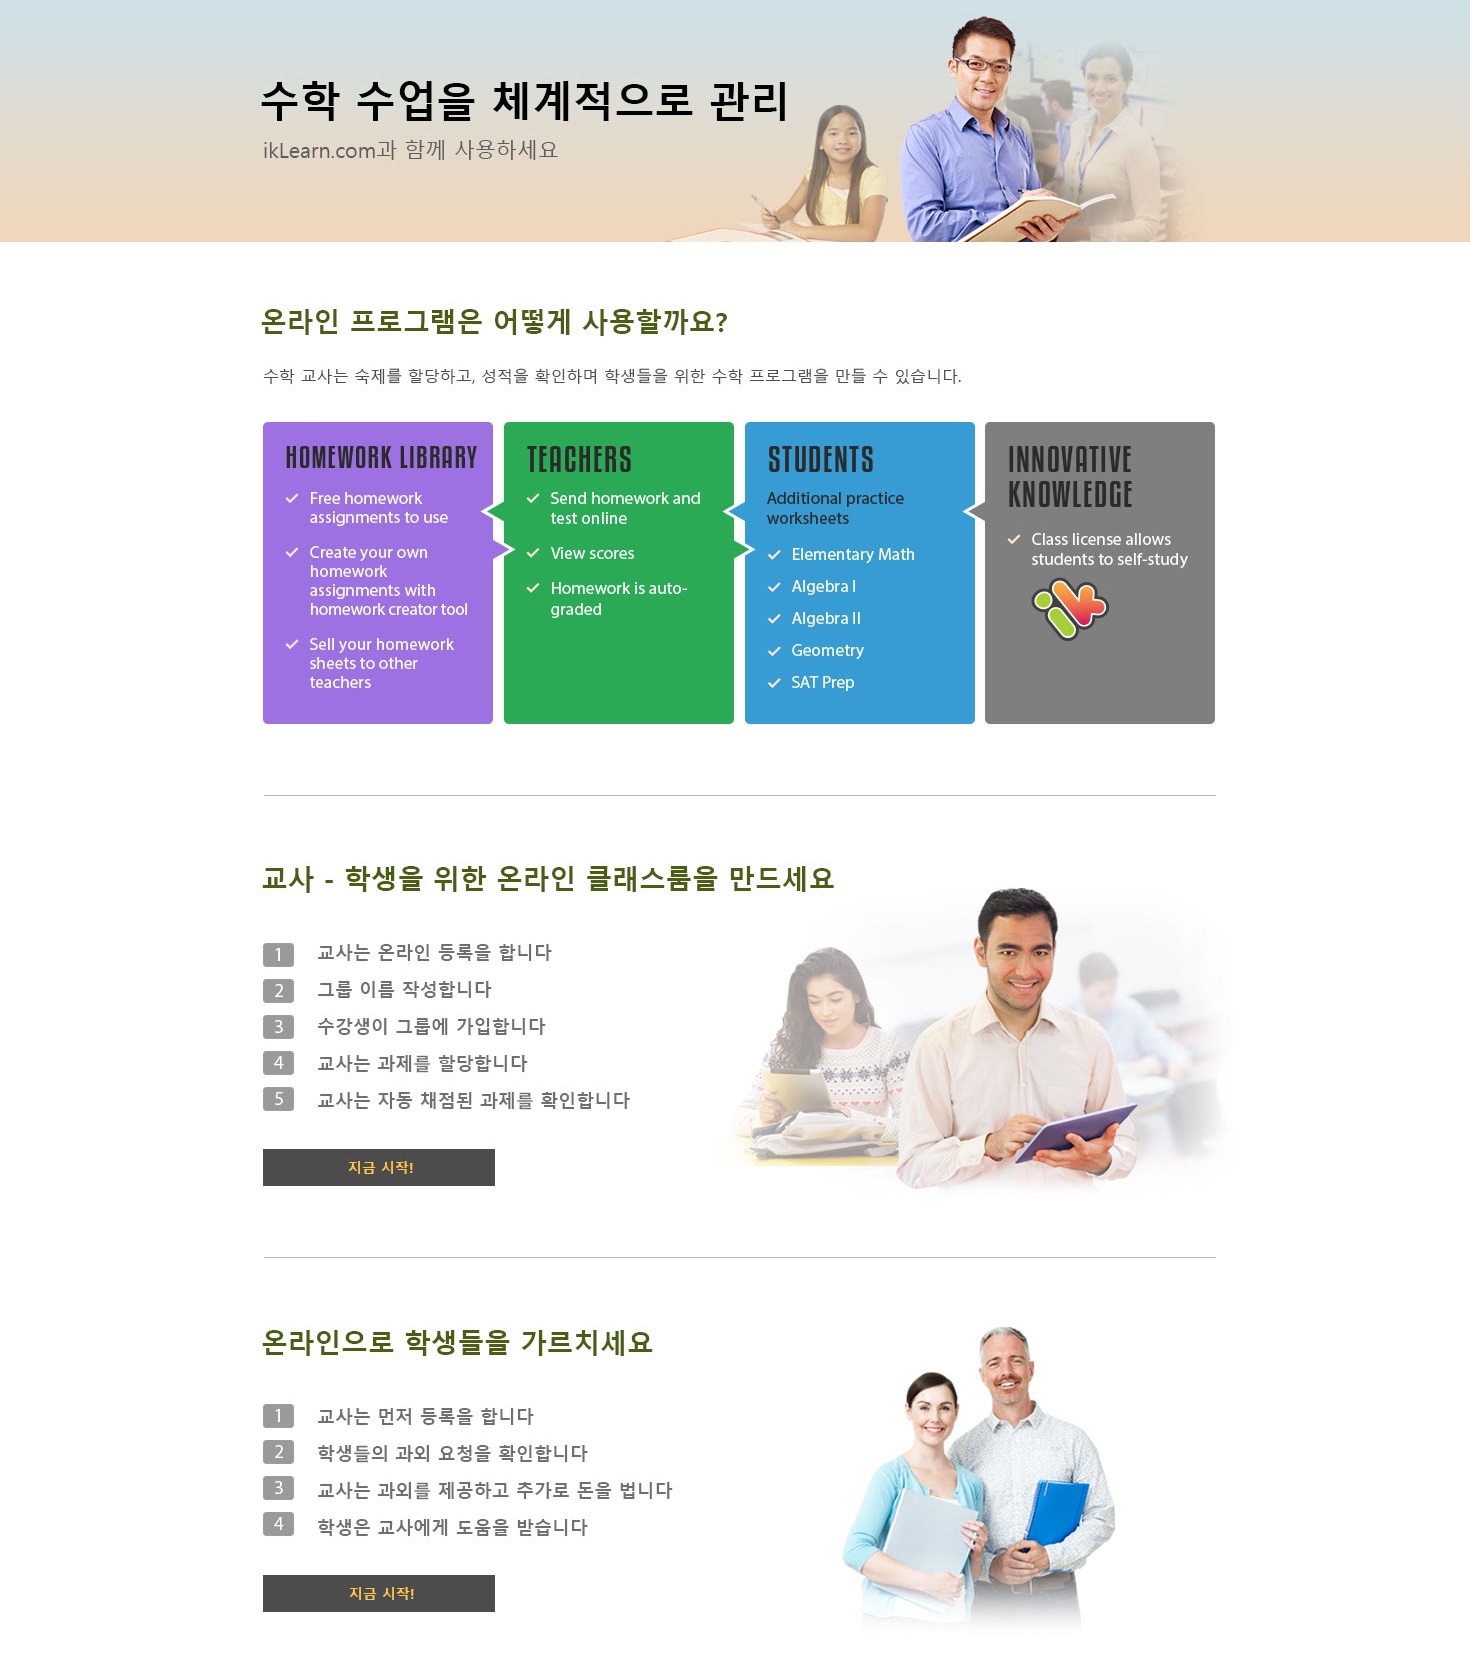 수학 수업을 체계적으로 관리
ikLearn.com과 함께 사용하세요
온라인 프로그램은 어떻게 사용할까요?
수학 교사는 숙제를 할당하고, 성적을 확인하며 학생들을 위한 수학 프로그램을 만들 수 있습니다.
HOMEWORK LIBRARY
Free homework
assignments to use
Create your own
homework
assignments with
homework creator tool
Sell your homework
sheets to other
teachers
TEACHERS
Send homework and
test online
View scores
Homework is auto-
graded
STUDENTS
Additional practice
worksheets
Elementary Math
Algebra I
Algebra II
Geometry
SAT Prep
INNOVATIVE
KNOWLEDGE
Class license allows
students to self-study
교사 - 학생을 위한 온라인 클래스룸을 만드세요
1 교사는 온라인 등록을 합니다
2 그룹 이름 작성합니다
3 수강생이 그룹에 가입합니다
4 교사는 과제를 할당합니다
5 교사는 자동 채점된 과제를 확인합니다
지금 시작!
온라인으로 학생들을 가르치세요
1 교사는 먼저 등록을 합니다
2 학생들의 과외 요청을 확인합니다
3 교사는 과외를 제공하고 추가로 돈을 법니다
4 학생은 교사에게 도움을 받습니다
지금 시작!